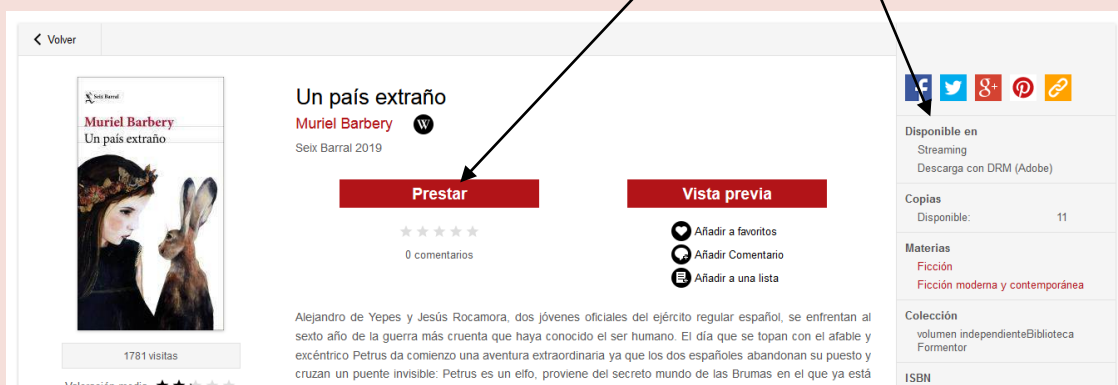 Volver
Seix Barral
Muriel Barbery
Un país extraño
1781 visitas
Valoración media
Un país extraño
Muriel Barbery W
Seix Barral 2019
Prestar
0 comentarios
Vista previa
Añadir a favoritos
Añadir Comentario
Añadir a una lista
Alejandro de Yepes y Jesús Rocamora, dos jóvenes oficiales del ejército regular español, se enfrentan al
sexto año de la guerra más cruenta que haya conocido el ser humano. El día que se topan con el afable y
excéntrico Petrus da comienzo una aventura extraordinaria ya que los dos españoles abandonan su puesto y
cruzan un puente invisible: Petrus es un elfo, proviene del secreto mundo de las Brumas en el que ya está
f 8+
Disponible en
Streaming
Descarga con DRM (Adobe)
Copias
Disponible: 11
Materias
Ficción
Ficción moderna y contemporánea
Colección
volumen independienteBiblioteca
Formentor
ISBN